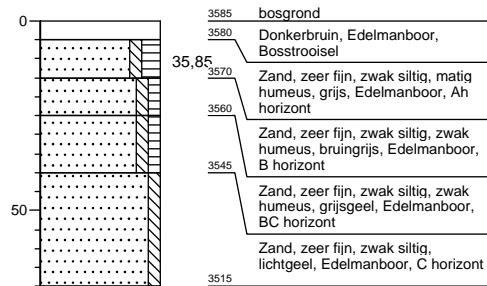 0
50
35,85
3585 bosgrond
3580 Donkerbruin, Edelmanboor,
Bosstrooisel
3570 Zand, zeer fijn, zwak siltig, matig
humeus, grijs, Edelmanboor, Ah
horizont
3560 Zand, zeer fijn, zwak siltig, zwak
humeus, bruingrijs, Edelmanboor,
B horizont
3545 Zand, zeer fijn, zwak siltig, zwak
humeus, grijsgeel, Edelmanboor,
BC horizont
Zand, zeer fijn, zwak siltig,
lichtgeel, Edelmanboor, C horizont
3515